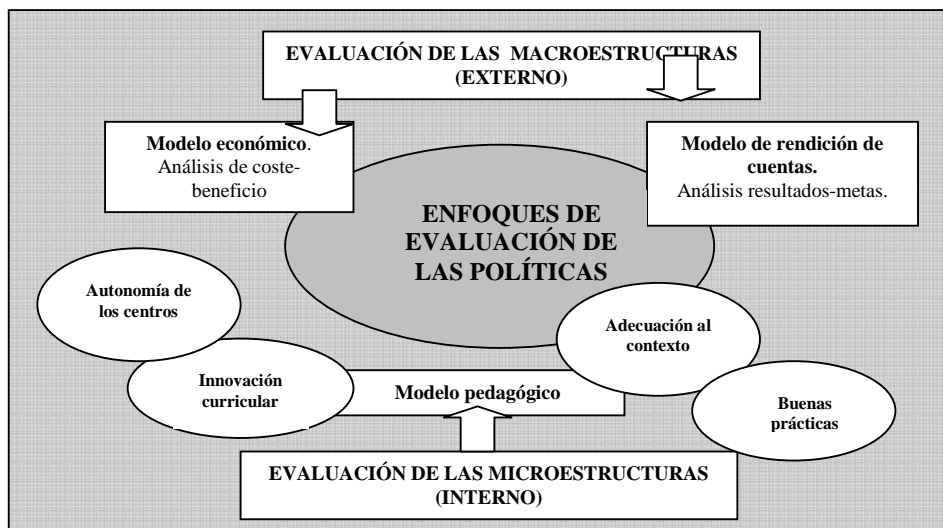 EVALUACIÓN DE LAS MACROESTRUCTURAS
(EXTERNO)
Modelo económico.
Análisis de coste-
beneficio
Modelo de rendición de
cuentas.
Análisis resultados-metas.
ENFOQUES DE
EVALUACIÓN DE
LAS POLÍTICAS
Autonomía de
los centros
Adecuación al
contexto
Innovación
curricular
Modelo pedagógico
Buenas
prácticas
EVALUACIÓN DE LAS MICROESTRUCTURAS
(INTERNO)